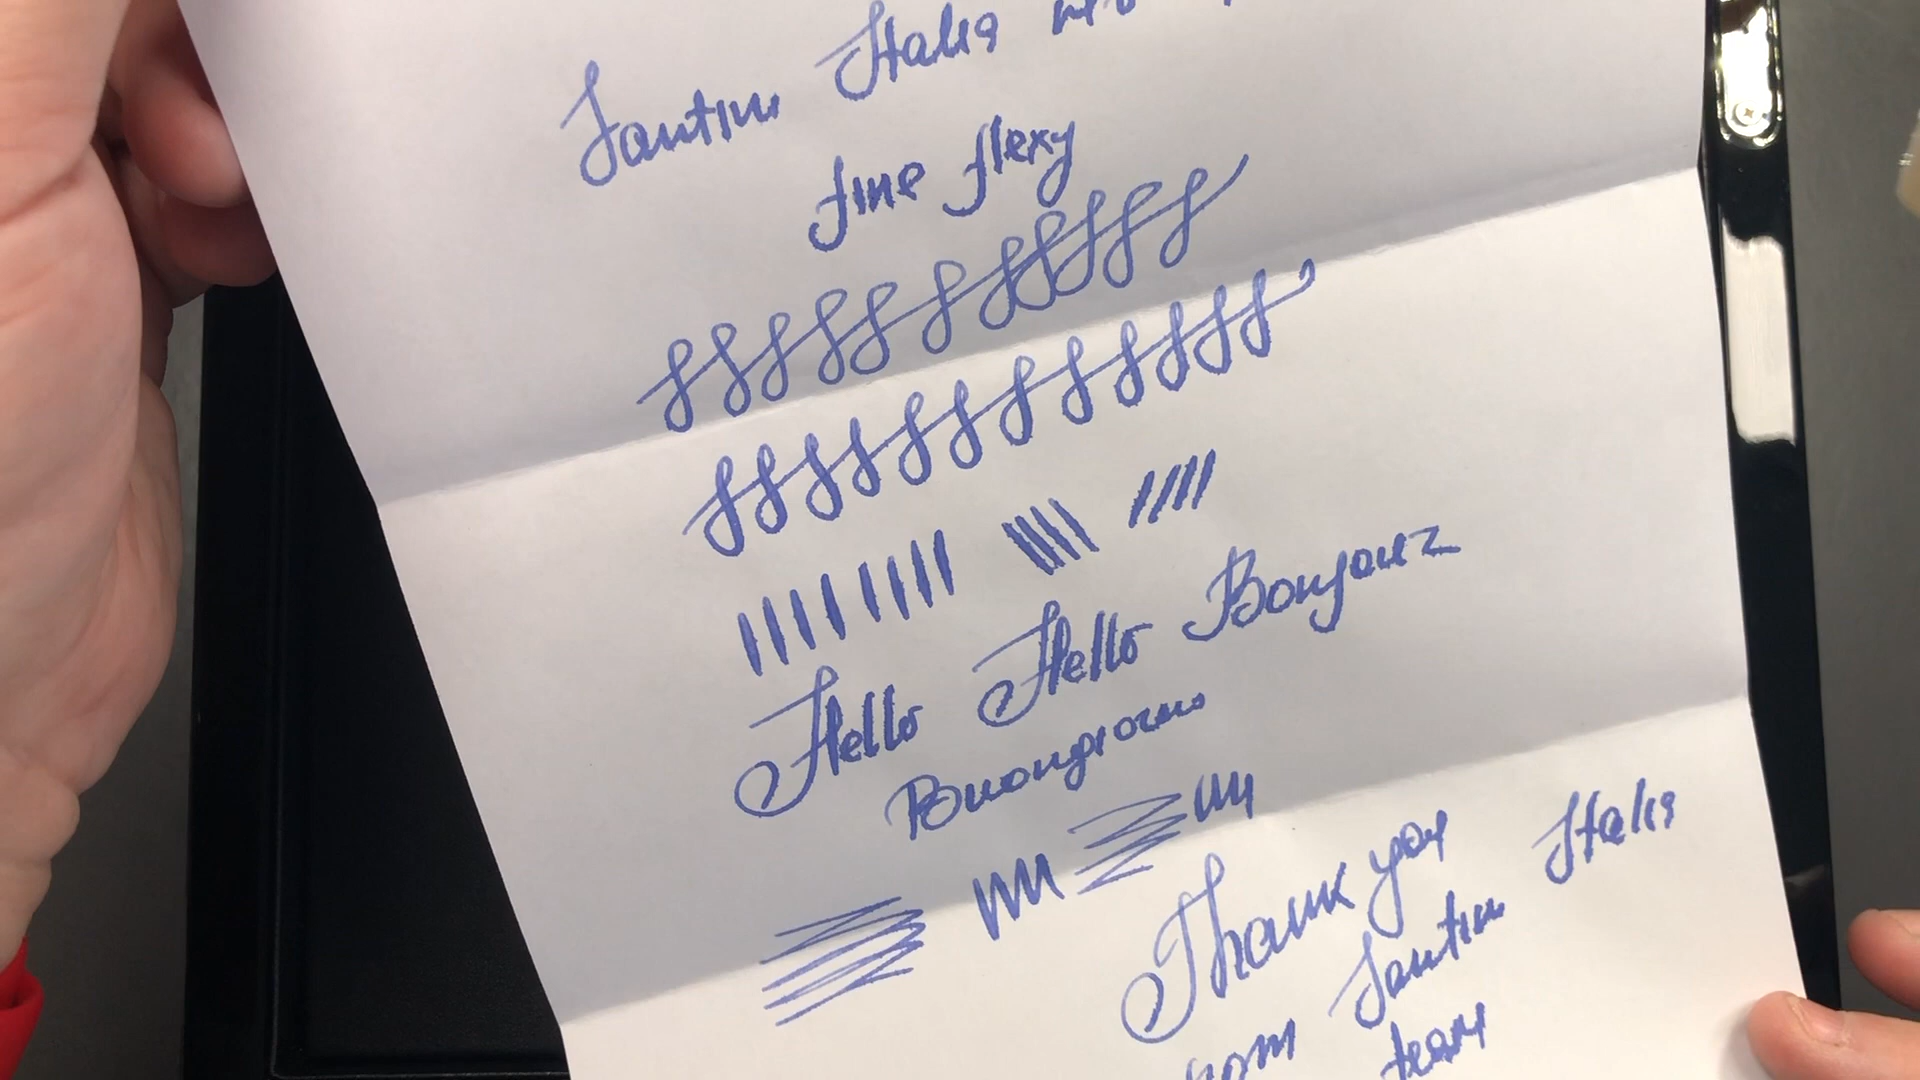 Santini Italia
fine flexy
Hello Hello Bonjour
Buongiorno
Thank you
from Santini Italia
team